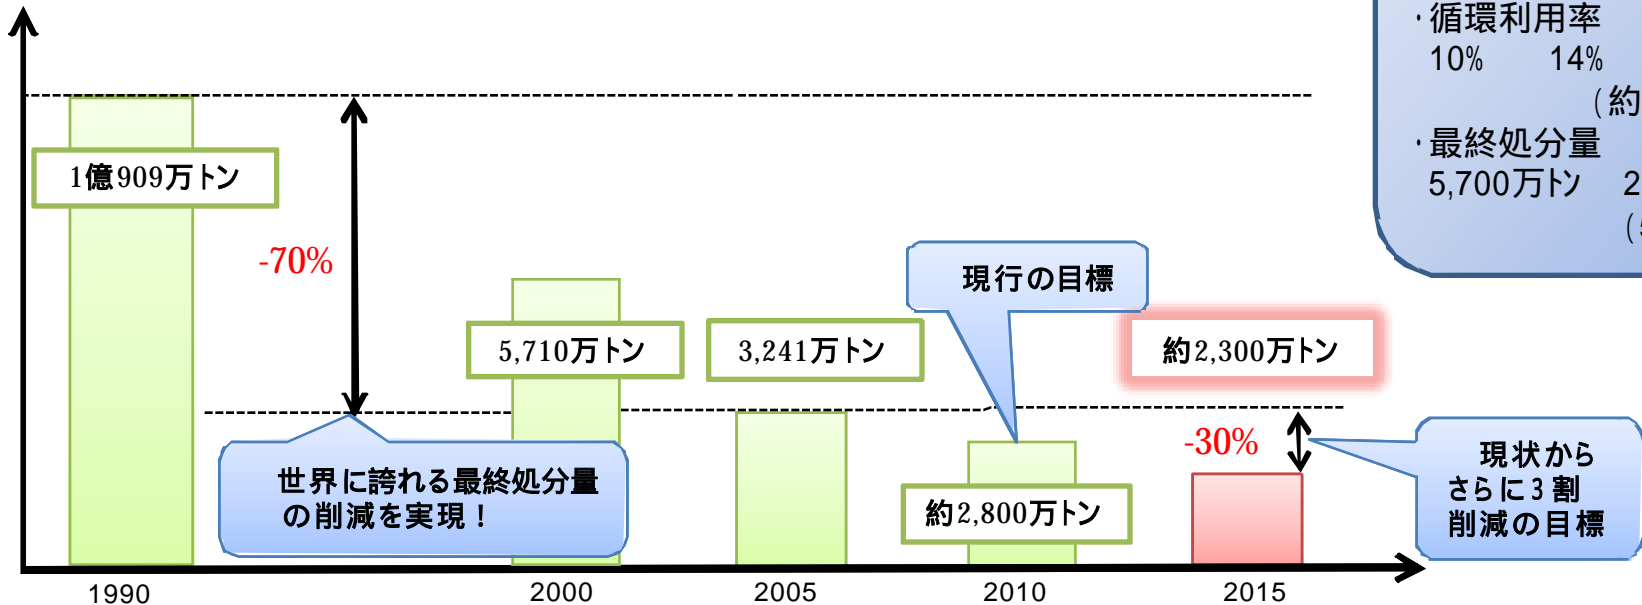 ・循環利用率
10% 14%
(約
・最終処分量
5,700万トン 2
(5
1億909万トン
-70%
現行の目標
5,710万トン
3,241万トン
約2,300万トン
-30%
世界に誇れる最終処分量
の削減を実現！
約2,800万トン
現状から
さらに3割
削減の目標
1990
2000
2005
2010
2015